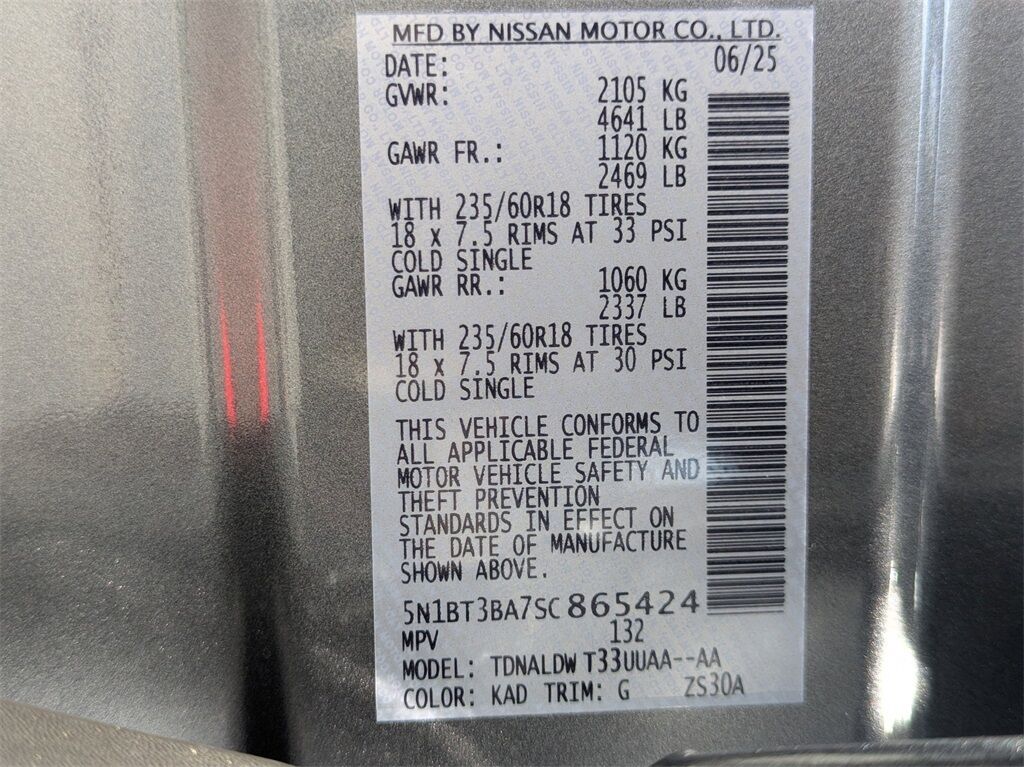 MFD BY NISSAN MOTOR CO., LTD.
DATE: 06/25
GVWR: 2105 KG
4641 LB
GAWR FR.: 1120 KG
2469 LB
WITH 235/60R18 TIRES
18 x 7.5 RIMS AT 33 PSI
COLD SINGLE
GAWR RR.: 1060 KG
2337 LB
WITH 235/60R18 TIRES
18 x 7.5 RIMS AT 30 PSI
COLD SINGLE
THIS VEHICLE CONFORMS TO
ALL APPLICABLE FEDERAL
MOTOR VEHICLE SAFETY AND
THEFT PREVENTION
STANDARDS IN EFFECT ON
THE DATE OF MANUFACTURE
SHOWN ABOVE.
5N1BT3BA7SC865424
MPV 132
MODEL: TDNALDW T33UUAA--AA
COLOR: KAD TRIM: G ZS30A